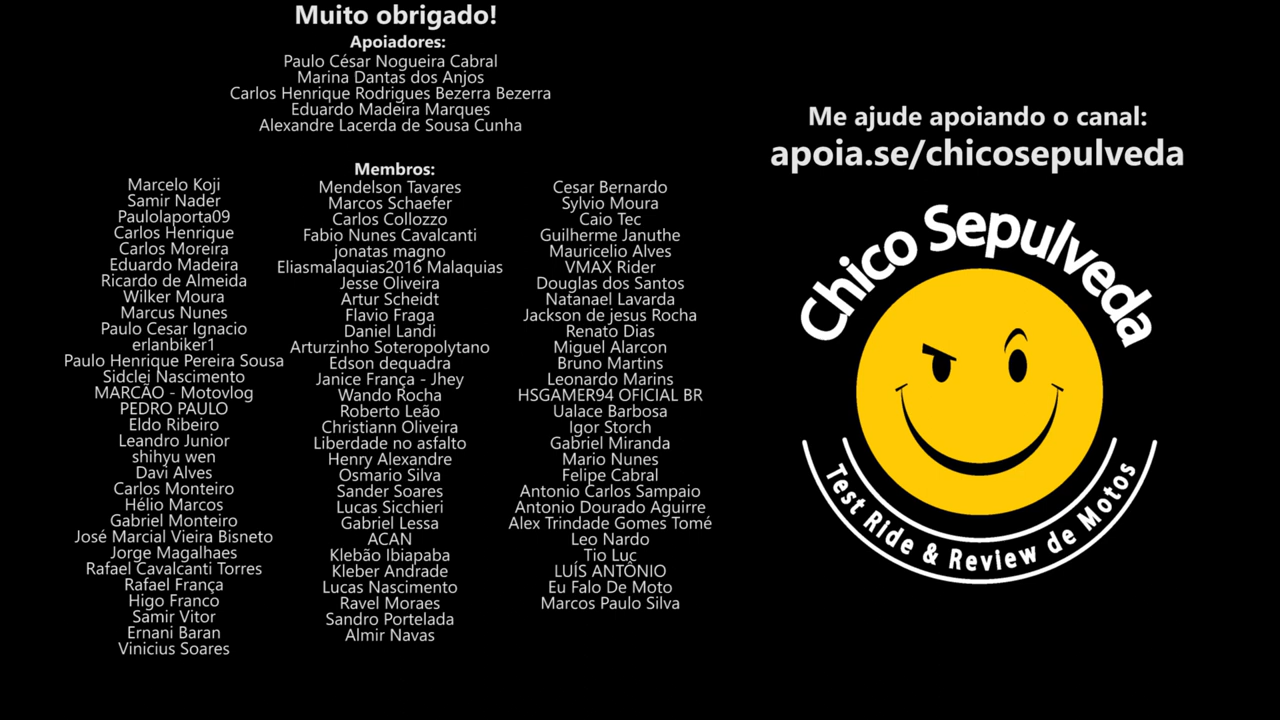 Muito obrigado!
Apoiadores:
Paulo César Nogueira Cabral
Marina Dantas dos Anjos
Carlos Henrique Rodrigues Bezerra Bezerra
Eduardo Madeira Marques
Alexandre Lacerda de Sousa Cunha
Membros:
Marcelo Koji
Samir Nader
Paulolaporta09
Carlos Henrique
Carlos Moreira
Eduardo Madeira
Ricardo de Almeida
Wilker Moura
Marcus Nunes
Paulo Cesar Ignacio
erlanbiker1
Paulo Henrique Pereira Sousa
Sidclei Nascimento
MARCÃO - Motovlog
PEDRO PAULO
Eldo Ribeiro
Leandro Junior
shihyu wen
Davi Alves
Carlos Monteiro
Hélio Marcos
Gabriel Monteiro
José Marcial Vieira Bisneto
Jorge Magalhaes
Rafael Cavalcanti Torres
Rafael França
Higo Franco
Samir Vitor
Ernani Baran
Vinicius Soares
Mendelson Tavares
Marcos Schaefer
Carlos Collozzo
Fabio Nunes Cavalcanti
jonatas magno
Eliasmalaquias2016 Malaquias
Jesse Oliveira
Artur Scheidt
Flavio Fraga
Daniel Landi
Arturzinho Soteropolytano
Edson dequadra
Janice França - Jhey
Wando Rocha
Roberto Leão
Christiann Oliveira
Liberdade no asfalto
Henry Alexandre
Osmario Silva
Sander Soares
Lucas Sicchieri
Gabriel Lessa
ACAN
Klebão Ibiapaba
Kleber Andrade
Lucas Nascimento
Ravel Moraes
Sandro Portelada
Almir Navas
Cesar Bernardo
Sylvio Moura
Caio Tec
Guilherme Januthe
Mauricelio Alves
VMAX Rider
Douglas dos Santos
Natanael Lavarda
Jackson de jesus Rocha
Renato Dias
Miguel Alarcon
Bruno Martins
Leonardo Marins
HSGAMER94 OFICIAL BR
Ualace Barbosa
Igor Storch
Gabriel Miranda
Mario Nunes
Felipe Cabral
Antonio Carlos Sampaio
Antonio Dourado Aguirre
Alex Trindade Gomes Tomé
Leo Nardo
Tio Luc
LUÍS ANTÔNIO
Eu Falo De Moto
Marcos Paulo Silva
Me ajude apoiando o canal:
apoia.se/chicosepulveda
Chico Sepulveda
Test Ride & Review de Motos